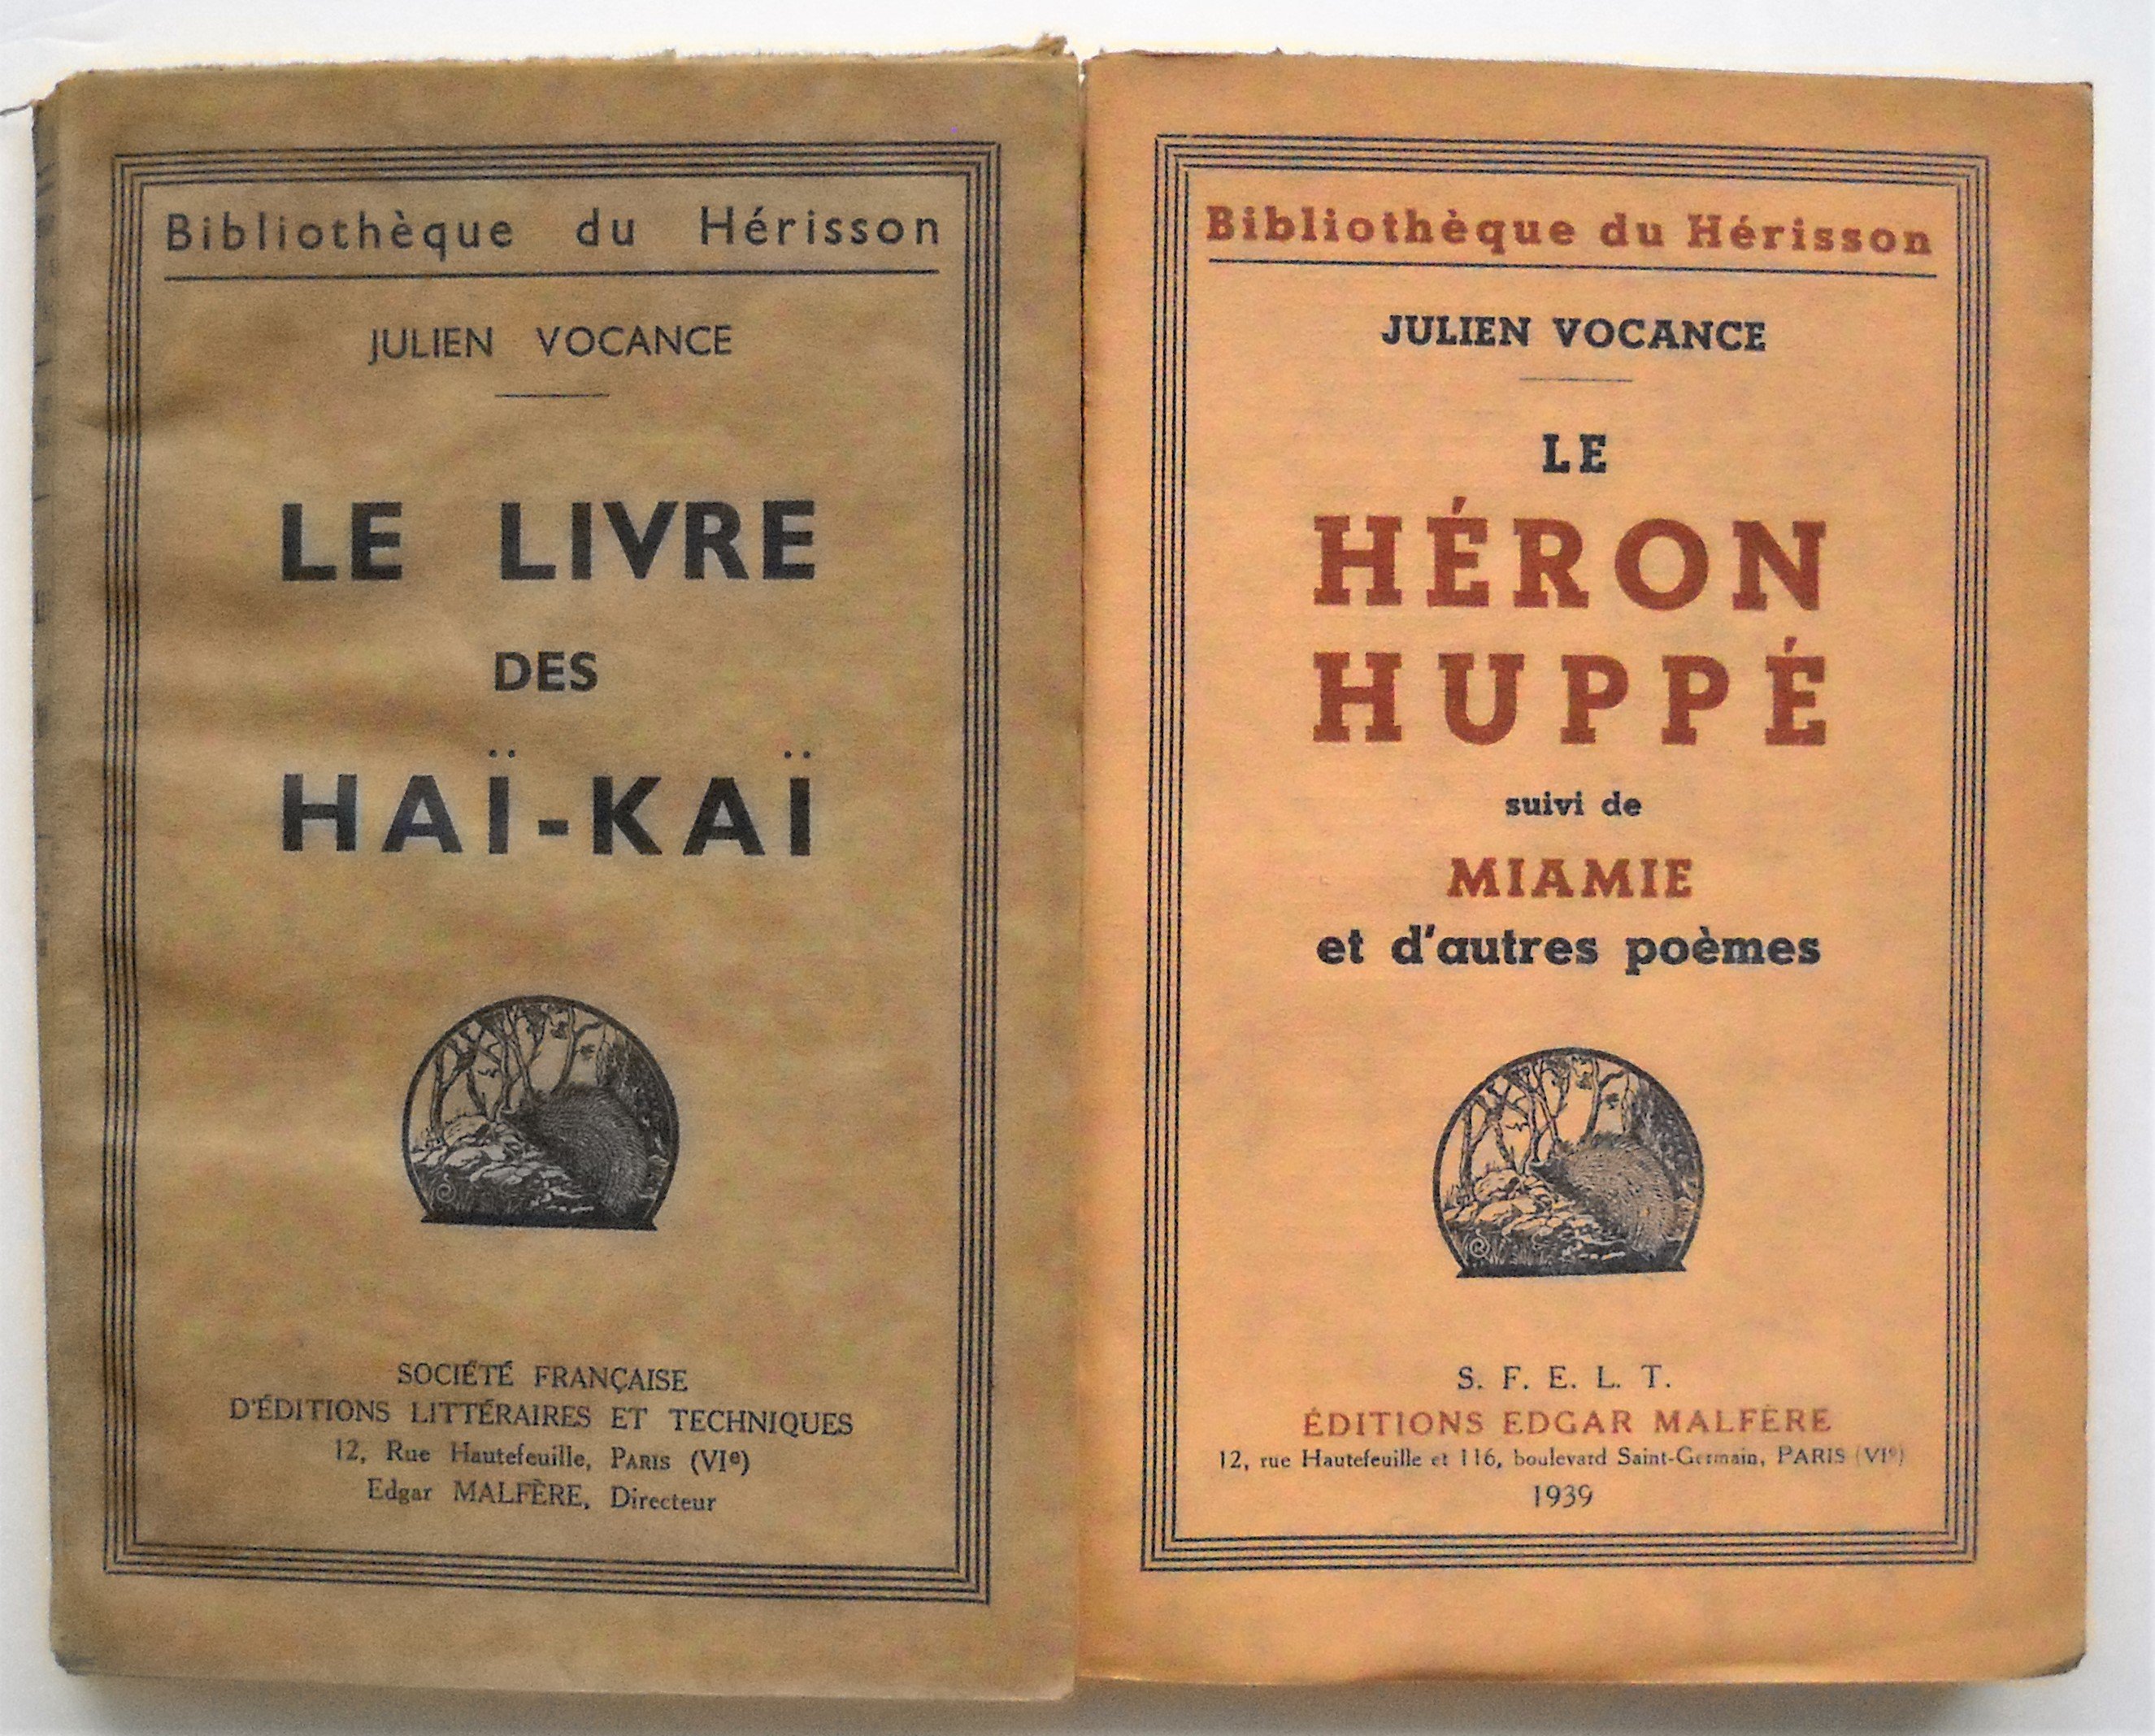 Bibliothèque du Hérisson
JULIEN VOCANCE
LE LIVRE
DES
HAÏ-KAÏ
SOCIÉTÉ FRANÇAISE
D'ÉDITIONS LITTÉRAIRES ET TECHNIQUES
12, Rue Hautefeuille, PARIS (VIe)
Edgar MALFÈRE, Directeur
Bibliothèque du Hérisson
JULIEN VOCANCE
LE
HÉRON
HUPPÉ
suivi de
MIAMIE
et d'autres poèmes
S. F. E. L. T.
ÉDITIONS EDGAR MALFÈRE
12, rue Hautefeuille et 116, boulevard Saint-Germain, PARIS (VIe)
1939